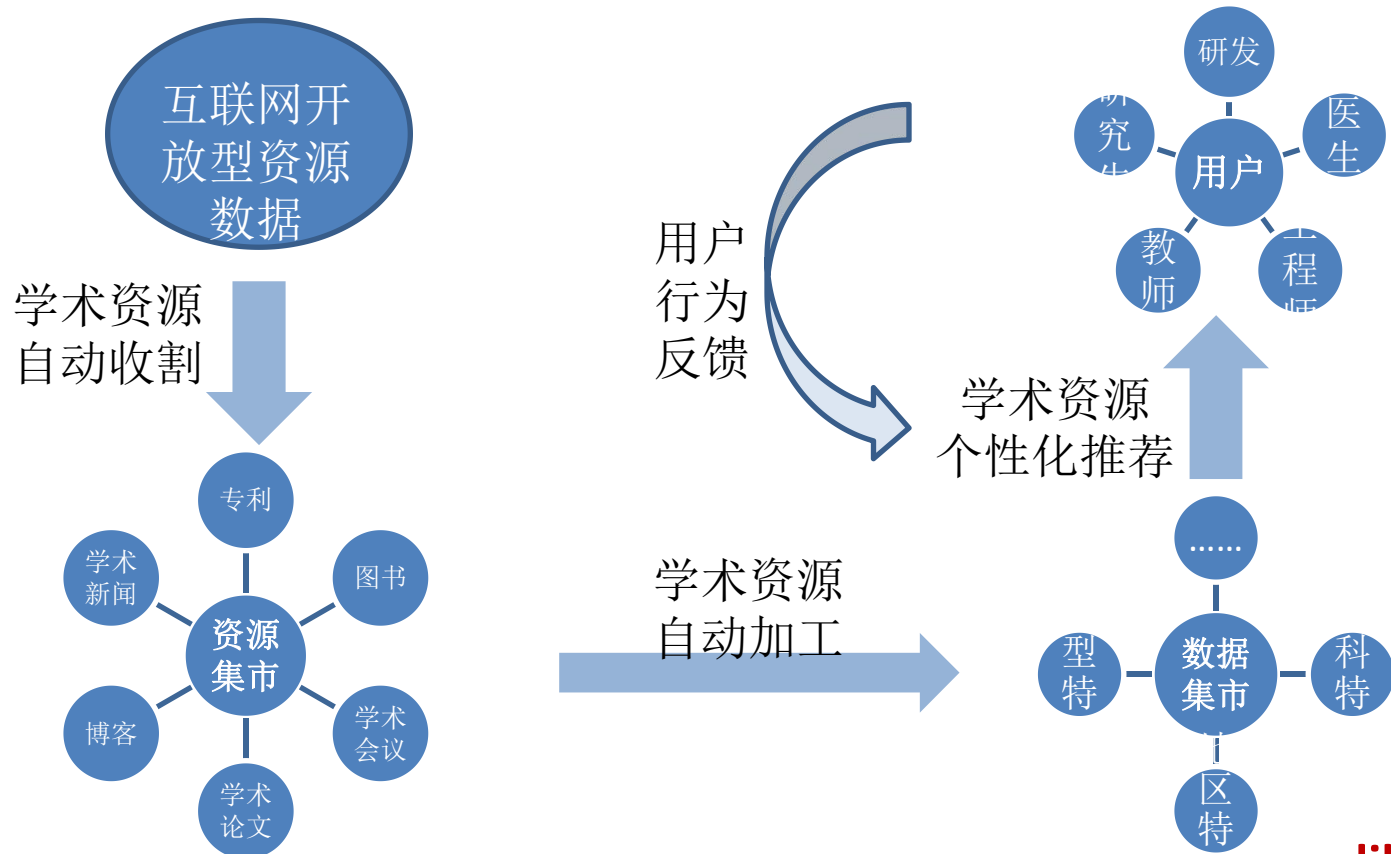 互联网开
放型资源
数据
学术资源
自动收割
专利
图书
学术
会议
学术
论文
博客
学术
新闻
资源
集市
学术资源
自动加工
……
科
特
区
特
型
特
数据
集市
学术资源
个性化推荐
用户
行为
反馈
研发
医
生
工
程
师
教
师
研
究
生
用户